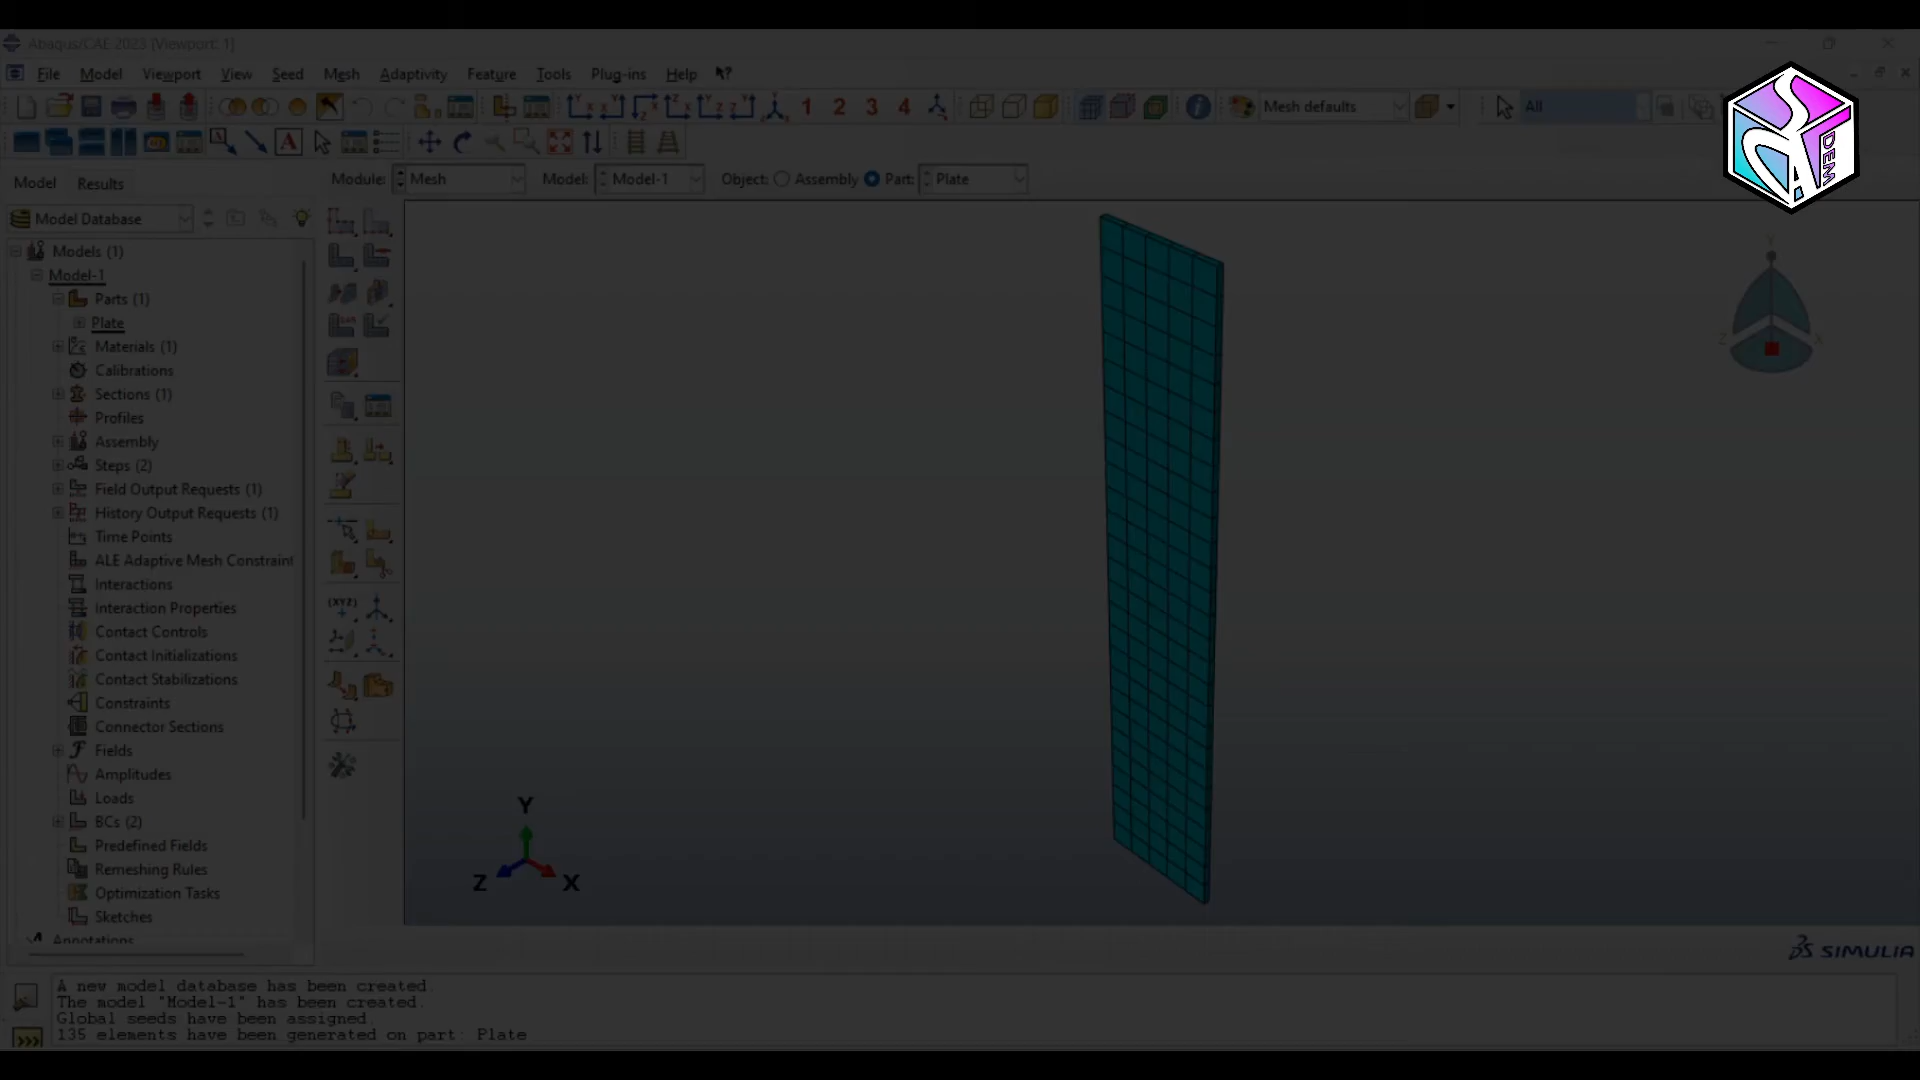 Abaqus/CAE 2023 [Viewport: 1]
File Model Viewport View Seed Mesh Adaptivity Feature Tools Plug-ins Help
1 2 3 4 Mesh defaults All
A
Model Results Module: Mesh Model: Model-1 Object: Assembly Part: Plate
Model Database
Models (1)
Model-1
Parts (1)
Plate
Materials (1)
Calibrations
Sections (1)
Profiles
Assembly
Steps (2)
Field Output Requests (1)
History Output Requests (1)
Time Points
ALE Adaptive Mesh Constraint
Interactions
Interaction Properties
Contact Controls
Contact Initializations
Contact Stabilizations
Constraints
Connector Sections
Fields
Amplitudes
Loads
BCs (2)
Predefined Fields
Remeshing Rules
Optimization Tasks
Sketches
Annotations
(XYZ)
Y
Z
X
Y
Z
X
DEM
SIMULIA
A new model database has been created.
The model "Model-1" has been created.
Global seeds have been assigned.
135 elements have been generated on part: Plate